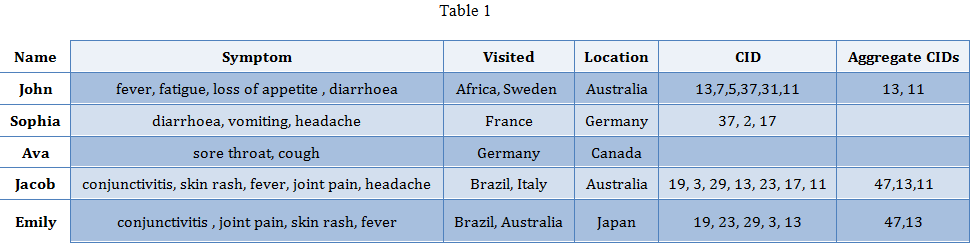 Table 1
Name Symptom Visited Location CID Aggregate CIDs
John fever, fatigue, loss of appetite , diarrhoea Africa, Sweden Australia 13,7,5,37,31,11 13, 11
Sophia diarrhoea, vomiting, headache France Germany 37, 2, 17
Ava sore throat, cough Germany Canada
Jacob conjunctivitis, skin rash, fever, joint pain, headache Brazil, Italy Australia 19, 3, 29, 13, 23, 17, 11 47,13,11
Emily conjunctivitis , joint pain, skin rash, fever Brazil, Australia Japan 19, 23, 29, 3, 13 47,13